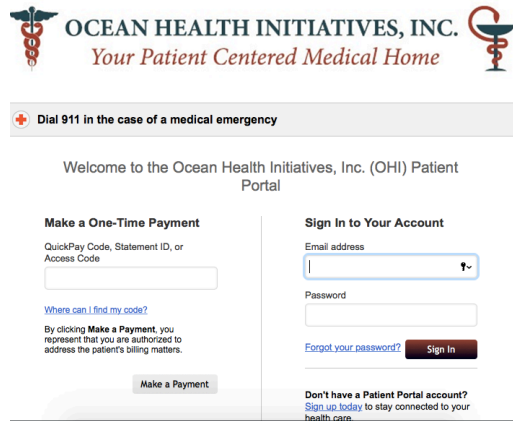 OCEAN HEALTH INITIATIVES, INC.
Your Patient Centered Medical Home
Dial 911 in the case of a medical emergency
Welcome to the Ocean Health Initiatives, Inc. (OHI) Patient
Portal
Make a One-Time Payment
QuickPay Code, Statement ID, or
Access Code
Where can I find my code?
By clicking Make a Payment, you
represent that you are authorized to
address the patient's billing matters.
Make a Payment
Sign In to Your Account
Email address
Password
Forgot your password?
Sign In
Don't have a Patient Portal account?
Sign up today to stay connected to your
health care.